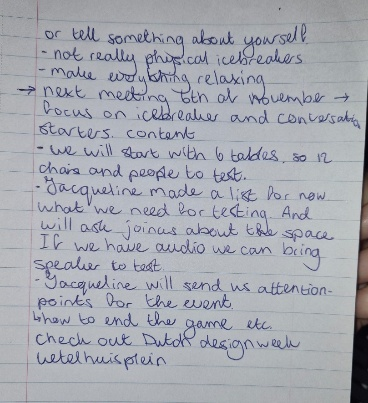 or tell something about yourself
- not really physical icebreakers
- make everything relaxing
→ next meeting 6th of november →
focus on icebreaker and conversation
starters. content
- we will start with 6 tables, so 12
chairs and people to test.
- Jacqueline made a list for now
what we need for testing. And
will ask joincus about the space
If we have audio we can bring
speaker to test.
- Jacqueline will send us attention-
points for the event.
↳ how to end the game etc.
check out Dutch designweek
ketelhuisplein